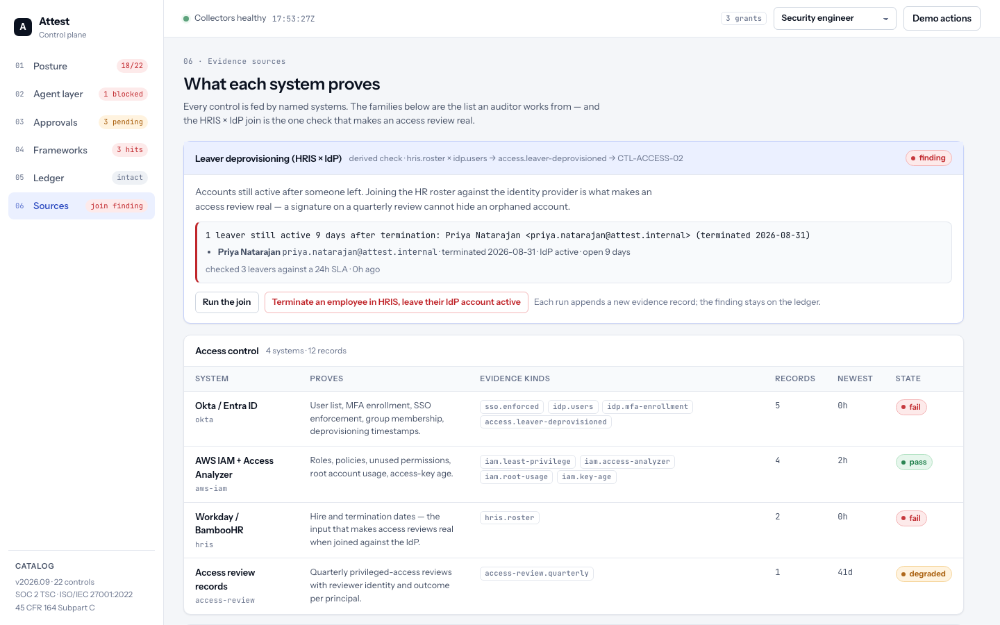 A
Attest
Control plane
01 Posture 18/22
02 Agent layer 1 blocked
03 Approvals 3 pending
04 Frameworks 3 hits
05 Ledger intact
06 Sources join finding
CATALOG
v2026.09 · 22 controls
SOC 2 TSC · ISO/IEC 27001:2022
45 CFR 164 Subpart C
Collectors healthy 17:53:27Z
3 grants
Security engineer
Demo actions
06 · Evidence sources
What each system proves
Every control is fed by named systems. The families below are the list an auditor works from — and
the HRIS × IdP join is the one check that makes an access review real.
Leaver deprovisioning (HRIS × IdP) derived check · hris.roster × idp.users → access.leaver-deprovisioned → CTL-ACCESS-02 finding
Accounts still active after someone left. Joining the HR roster against the identity provider is what makes an
access review real — a signature on a quarterly review cannot hide an orphaned account.
1 leaver still active 9 days after termination: Priya Natarajan <priya.natarajan@attest.internal> (terminated 2026-08-31)
• Priya Natarajan priya.natarajan@attest.internal · terminated 2026-08-31 · IdP active · open 9 days
checked 3 leavers against a 24h SLA · 0h ago
Run the join
Terminate an employee in HRIS, leave their IdP account active
Each run appends a new evidence record; the finding stays on the ledger.
Access control 4 systems · 12 records
SYSTEM PROVES EVIDENCE KINDS RECORDS NEWEST STATE
Okta / Entra ID
okta
User list, MFA enrollment, SSO
enforcement, group membership,
deprovisioning timestamps.
sso.enforced idp.users idp.mfa-enrollment
access.leaver-deprovisioned
5
0h
fail
AWS IAM + Access
Analyzer
aws-iam
Roles, policies, unused permissions,
root account usage, access-key age.
iam.least-privilege iam.access-analyzer
iam.root-usage iam.key-age
4
2h
pass
Workday /
BambooHR
hris
Hire and termination dates — the
input that makes access reviews real
when joined against the IdP.
hris.roster
2
0h
fail
Access review
records
access-review
Quarterly privileged-access reviews
with reviewer identity and outcome
per principal.
access-review.quarterly
1
41d
degraded